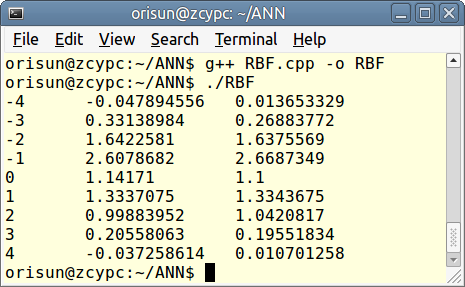 orisun@zcypc: ~/ANN
File Edit View Search Terminal Help
orisun@zcypc:~/ANN$ g++ RBF.cpp -o RBF
orisun@zcypc:~/ANN$ ./RBF
-4 -0.047894556 0.013653329
-3 0.33138984 0.26883772
-2 1.6422581 1.6375569
-1 2.6078682 2.6687349
0 1.14171 1.1
1 1.3337075 1.3343675
2 0.99883952 1.0420817
3 0.20558063 0.19551834
4 -0.037258614 0.010701258
orisun@zcypc:~/ANN$